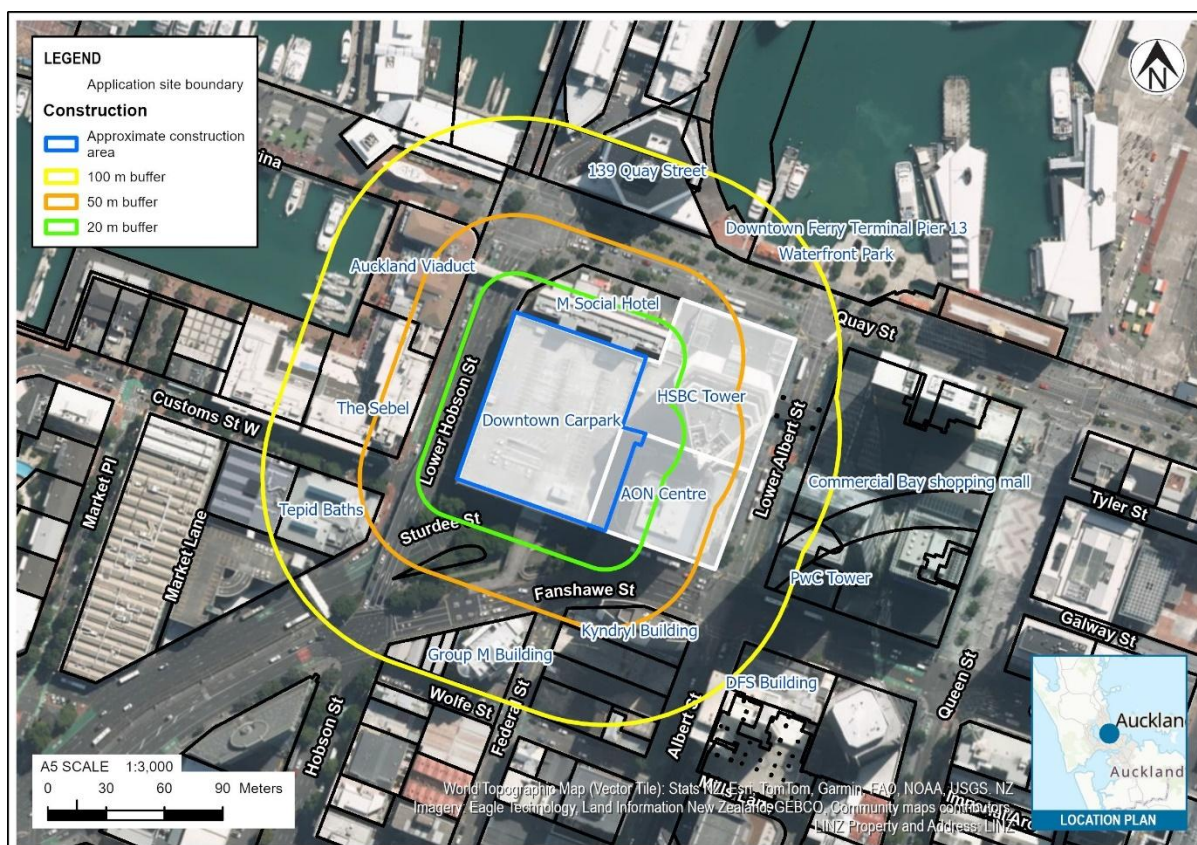 LEGEND
Application site boundary
Construction
Approximate construction
area
100 m buffer
50 m buffer
20 m buffer
N
139 Quay Street
Downtown Ferry Terminal Pier 13
Waterfront Park
Auckland Viaduct
M Social Hotel
Quay St
HSBC Tower
The Sebel
Lower Hobson St
Downtown Carpark
Lower Albert St
Customs St W
Market Pl
Market Lane
Tepid Baths
AON Centre
Commercial Bay shopping mall
Tyler St
Sturdee St
Fanshawe St
PwC Tower
Kyndryl Building
Group M Building
Galway St
Wolfe St
Federal St
Hobson St
DFS Building
Albert St
Queen St
A5 SCALE 1:3,000
0 30 60 90 Meters
World Topographic Map (Vector Tile): Stats NZ, Esri, TomTom, Garmin, FAO, NOAA, USGS, NZ
Imagery: Eagle Technology, Land Information New Zealand, GEBCO, Community maps contributors,
LINZ Property and Address: LINZ
Auckland
LOCATION PLAN